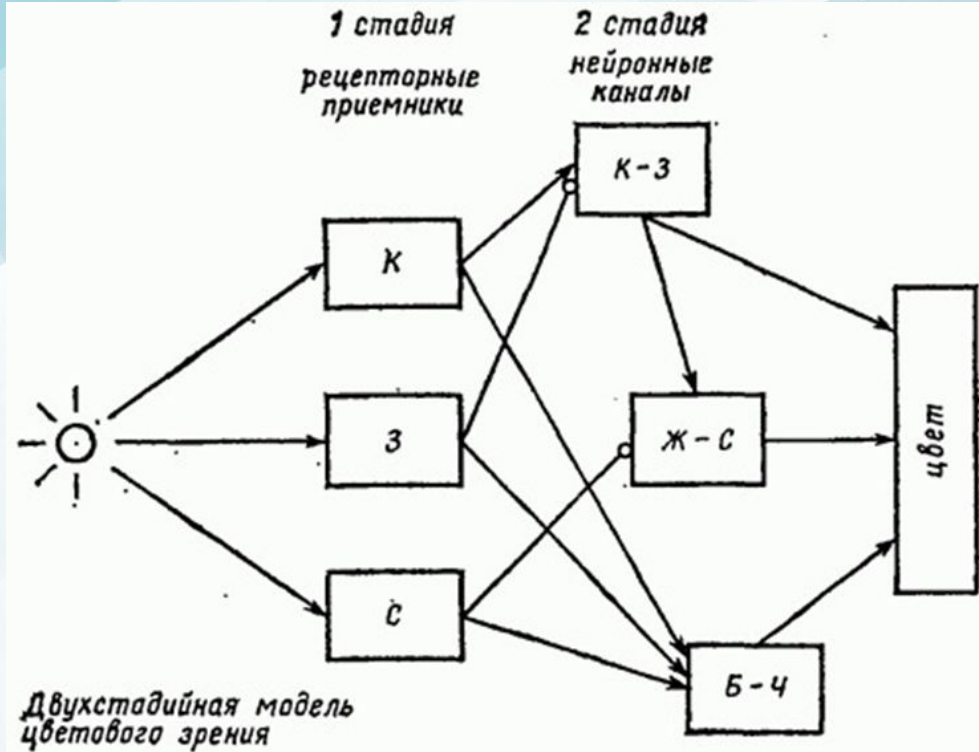 1 стадия
рецепторные
приемники
2 стадия
нейронные
каналы
К-З
К
З
Ж-С
С
Б-Ч
цвет
Двухстадийная модель
цветового зрения